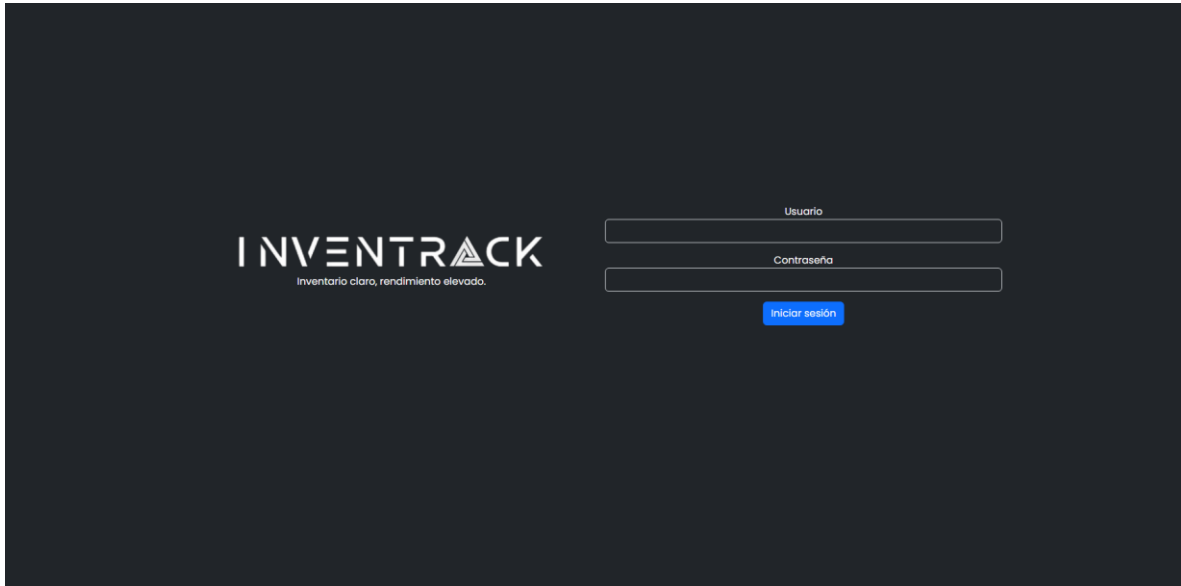 INVENTRACK
Inventario claro, rendimiento elevado.
Usuario
Contraseña
Iniciar sesión